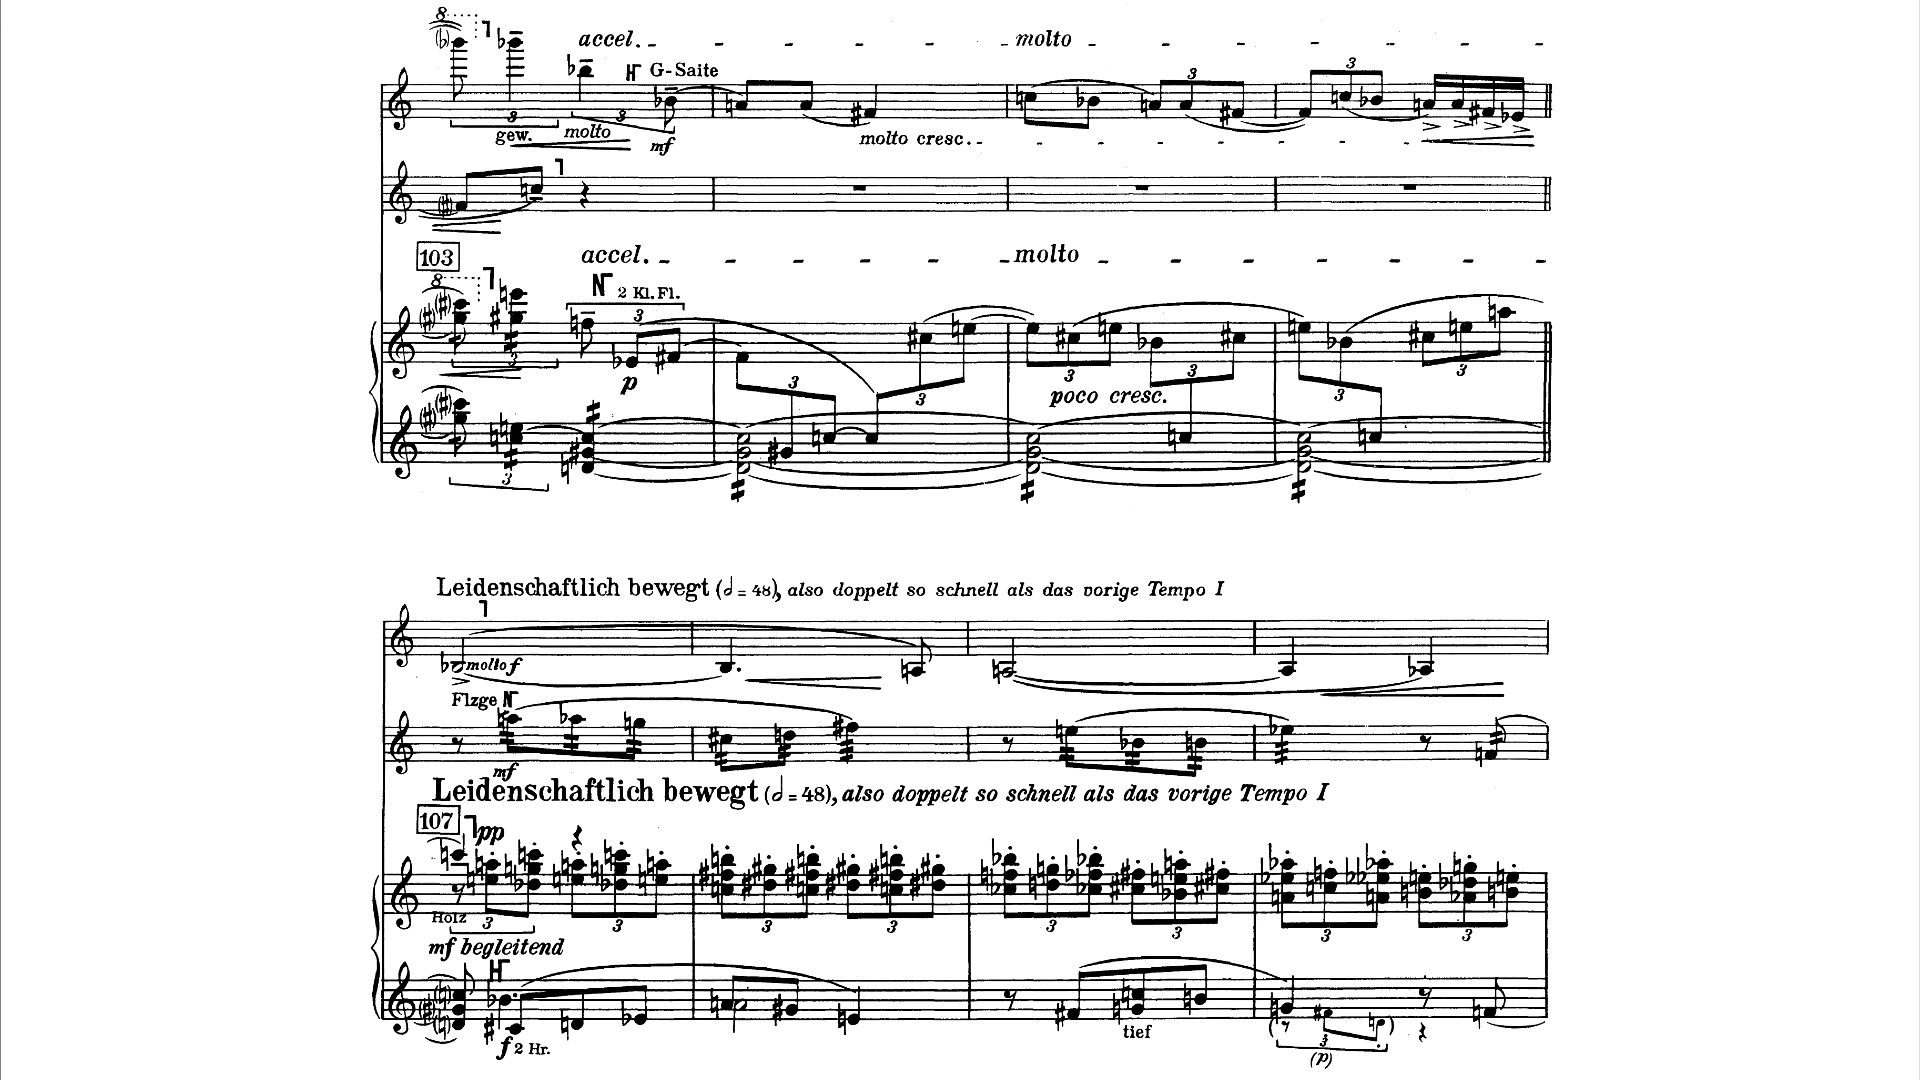 8
accel. molto
G-Saite
3 3 3 3
gew. molto mf molto cresc.
103 accel. molto
8
2 Kl. Fl.
3
3 3 3 3 3 3 3
p poco cresc.
3
Leidenschaftlich bewegt (𝅗𝅥 = 48), also doppelt so schnell als das vorige Tempo I
molto f
Flzge
mf
Leidenschaftlich bewegt (𝅗𝅥 = 48), also doppelt so schnell als das vorige Tempo I
107 pp
Holz
3 3 3 3 3 3 3 3
mf begleitend
f 2 Hr. tief
3
(p)